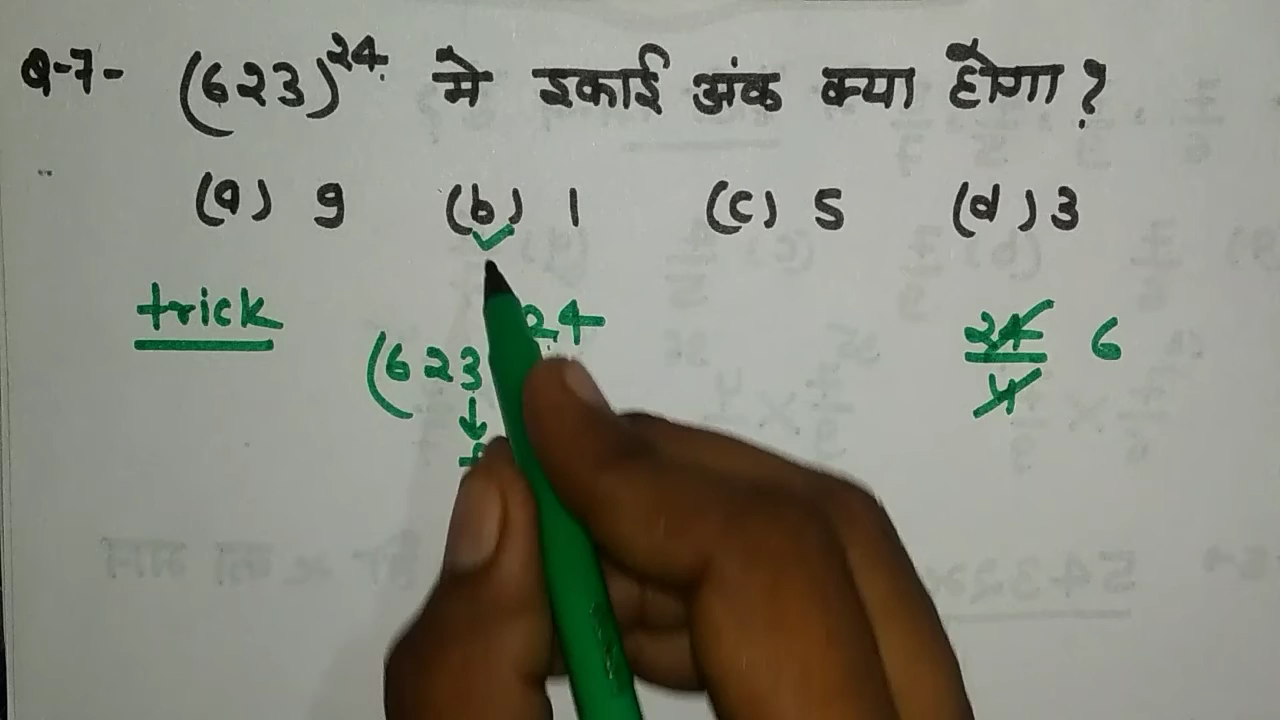 Q-7- (623)^24 मे इकाई अंक क्या होगा ?
(a) 9 (b) 1 (c) 5 (d) 3
trick
(623 24
24/4 6